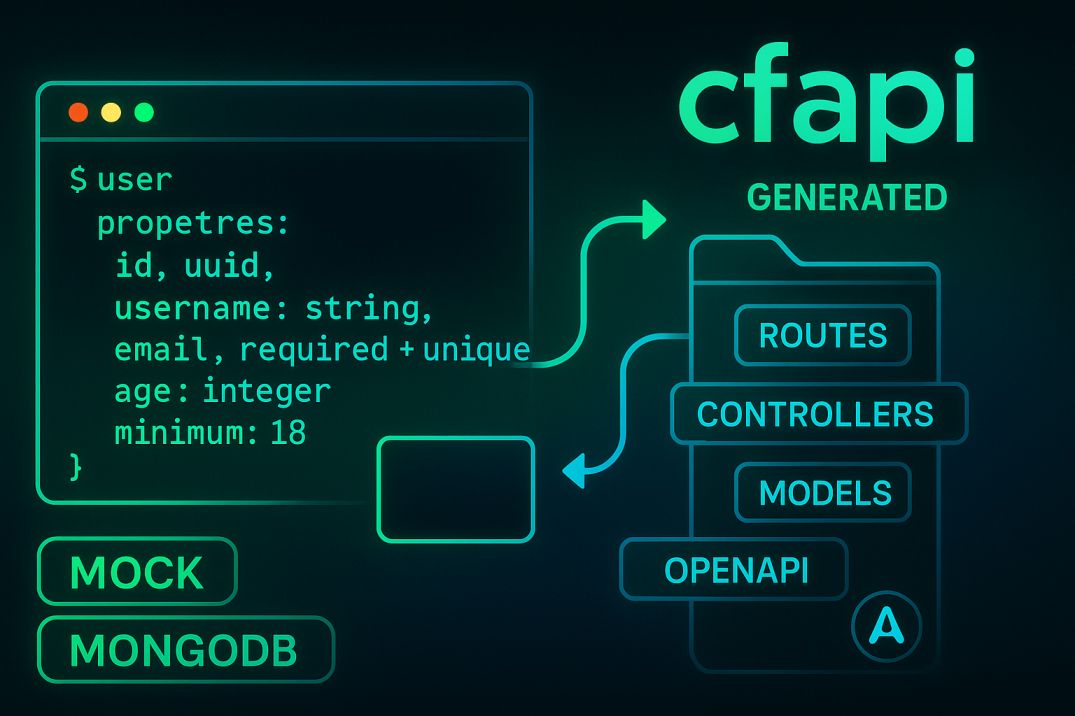 $ user
propetres:
id, uuid,
username: string,
email, required + unique
age: integer
minimum: 18
}
MOCK
MONGODB
cfapi
GENERATED
ROUTES
CONTROLLERS
MODELS
OPENAPI
A